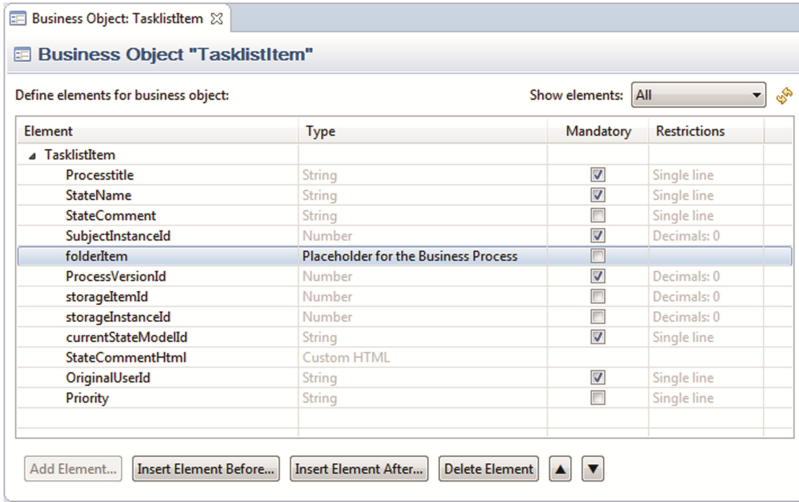 Business Object: TasklistItem
Business Object "TasklistItem"
Define elements for business object: Show elements: All
Element Type Mandatory Restrictions
TasklistItem
Processtitle String Single line
StateName String Single line
StateComment String Single line
SubjectInstanceId Number Decimals: 0
folderItem Placeholder for the Business Process
ProcessVersionId Number Decimals: 0
storageItemId Number Decimals: 0
storageInstanceId Number Decimals: 0
currentStateModelId String Single line
StateCommentHtml Custom HTML
OriginalUserId String Single line
Priority String Single line
Add Element... Insert Element Before... Insert Element After... Delete Element